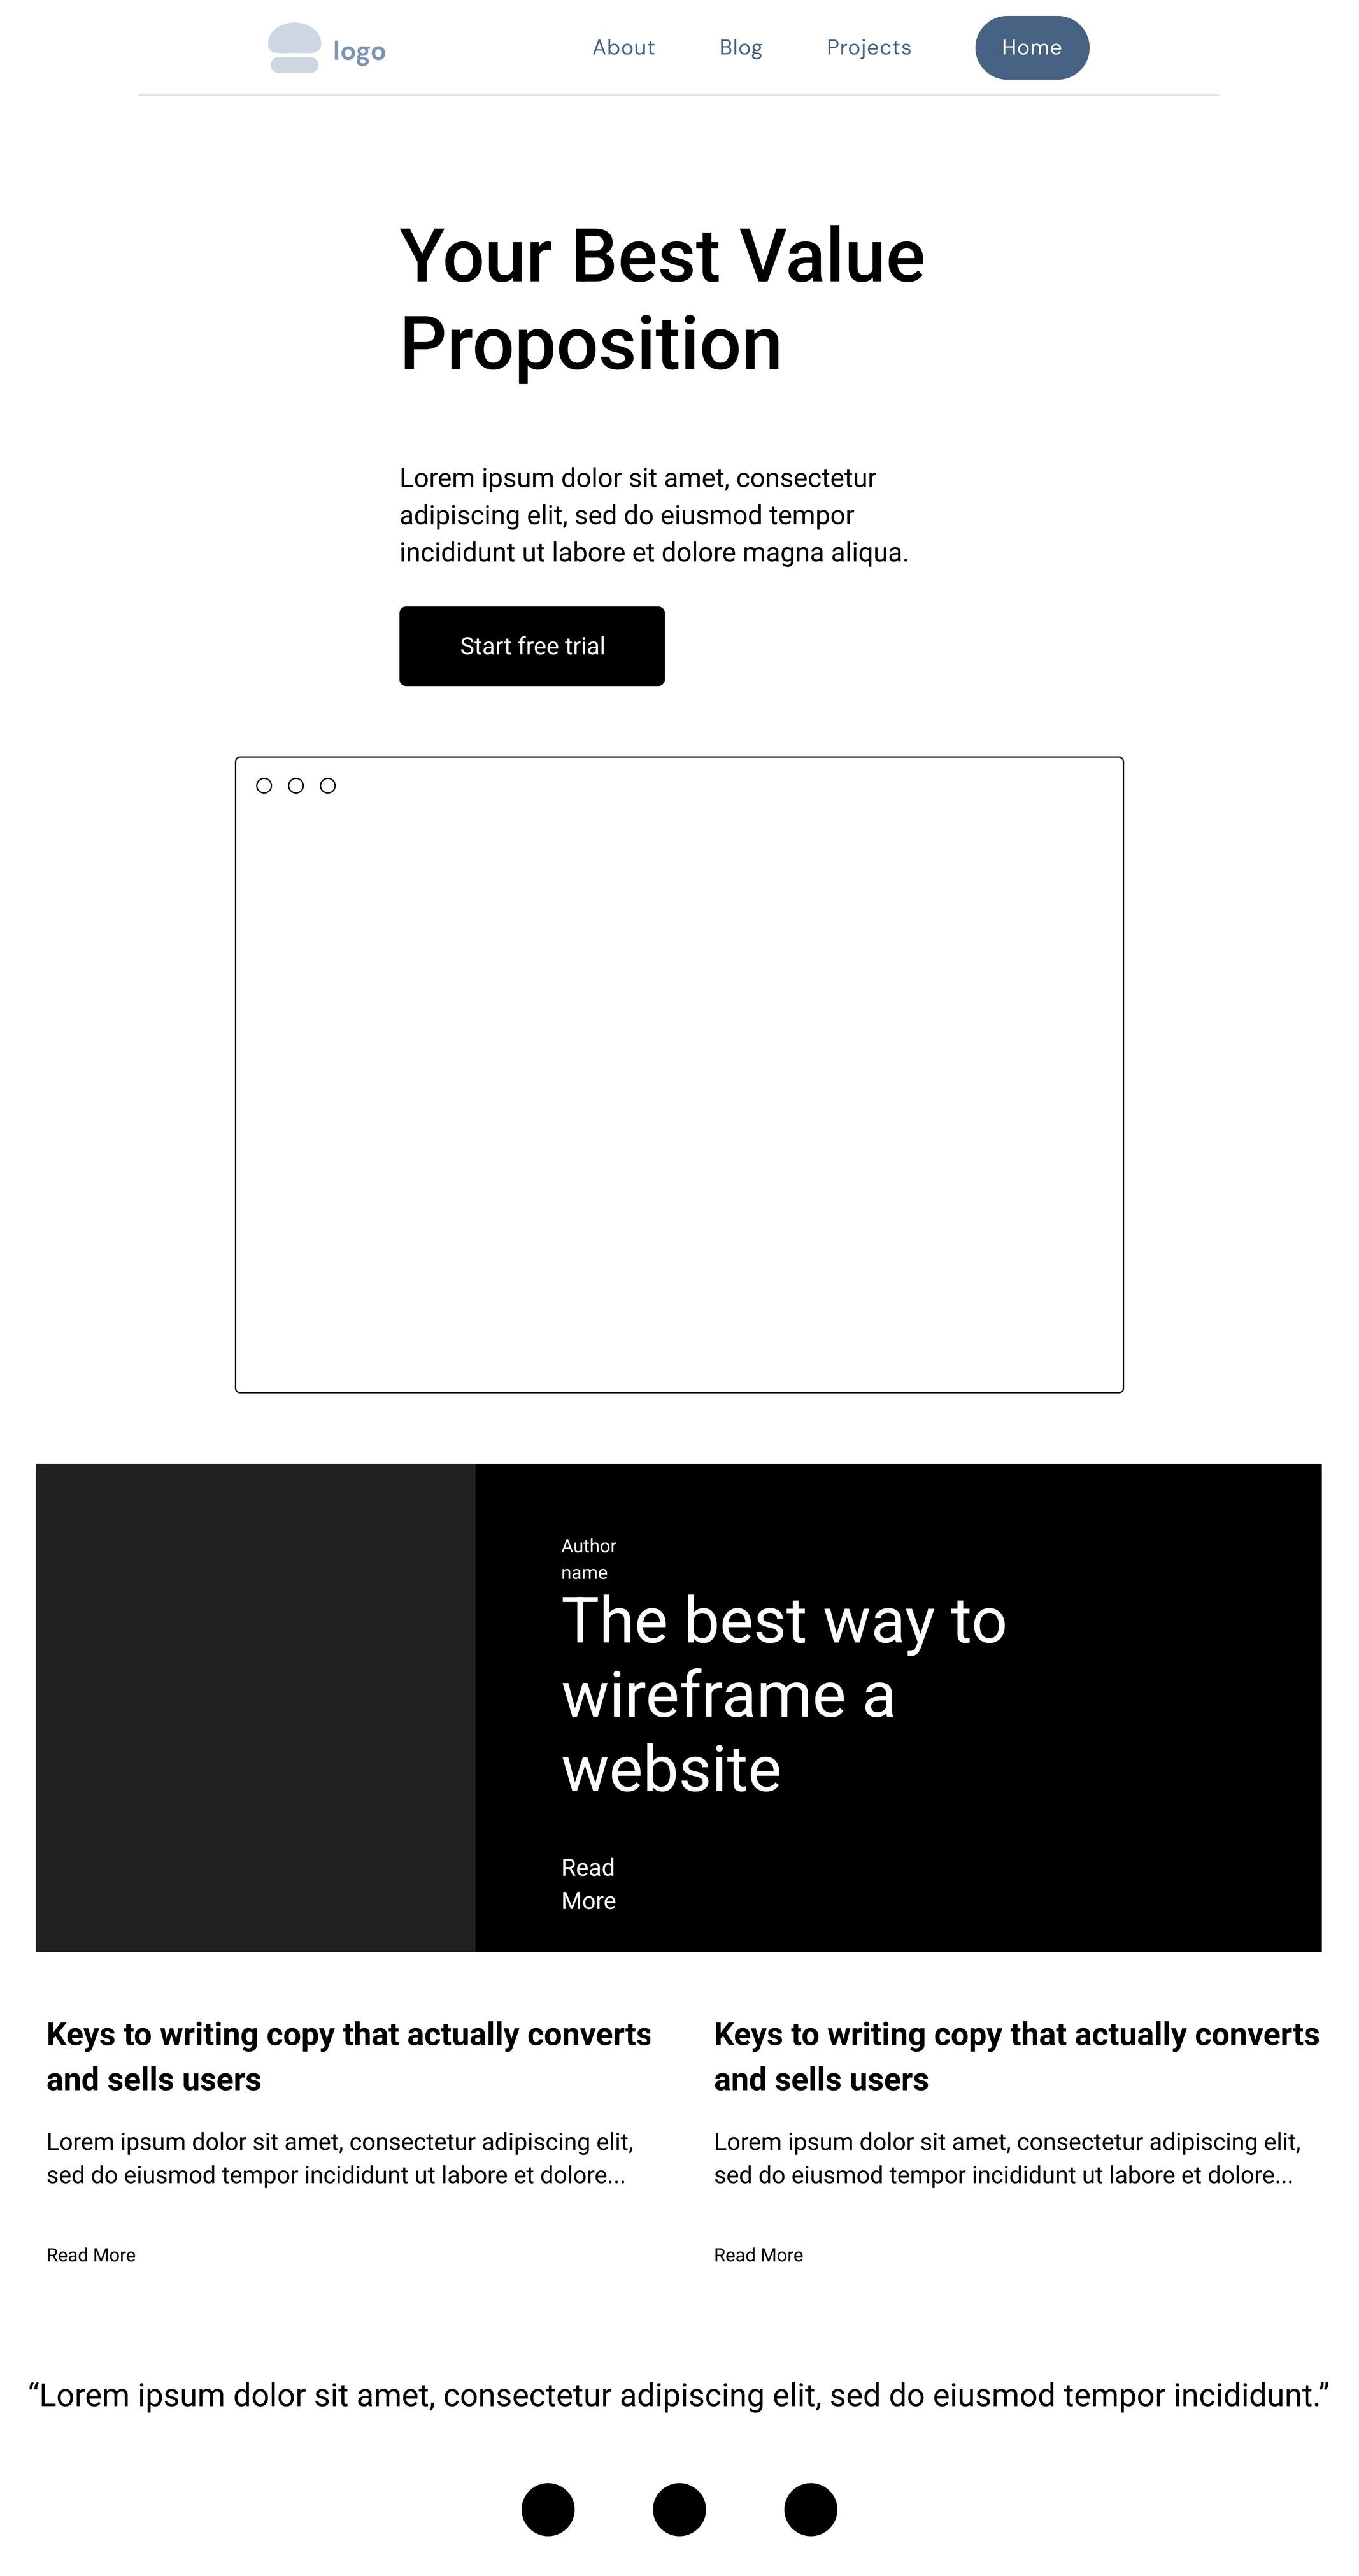 logo
About
Blog
Projects
Home
Your Best Value
Proposition
Lorem ipsum dolor sit amet, consectetur
adipiscing elit, sed do eiusmod tempor
incididunt ut labore et dolore magna aliqua.
Start free trial
Author
name
The best way to
wireframe a
website
Read
More
Keys to writing copy that actually converts
and sells users
Lorem ipsum dolor sit amet, consectetur adipiscing elit,
sed do eiusmod tempor incididunt ut labore et dolore...
Read More
Keys to writing copy that actually converts
and sells users
Lorem ipsum dolor sit amet, consectetur adipiscing elit,
sed do eiusmod tempor incididunt ut labore et dolore...
Read More
“Lorem ipsum dolor sit amet, consectetur adipiscing elit, sed do eiusmod tempor incididunt.”